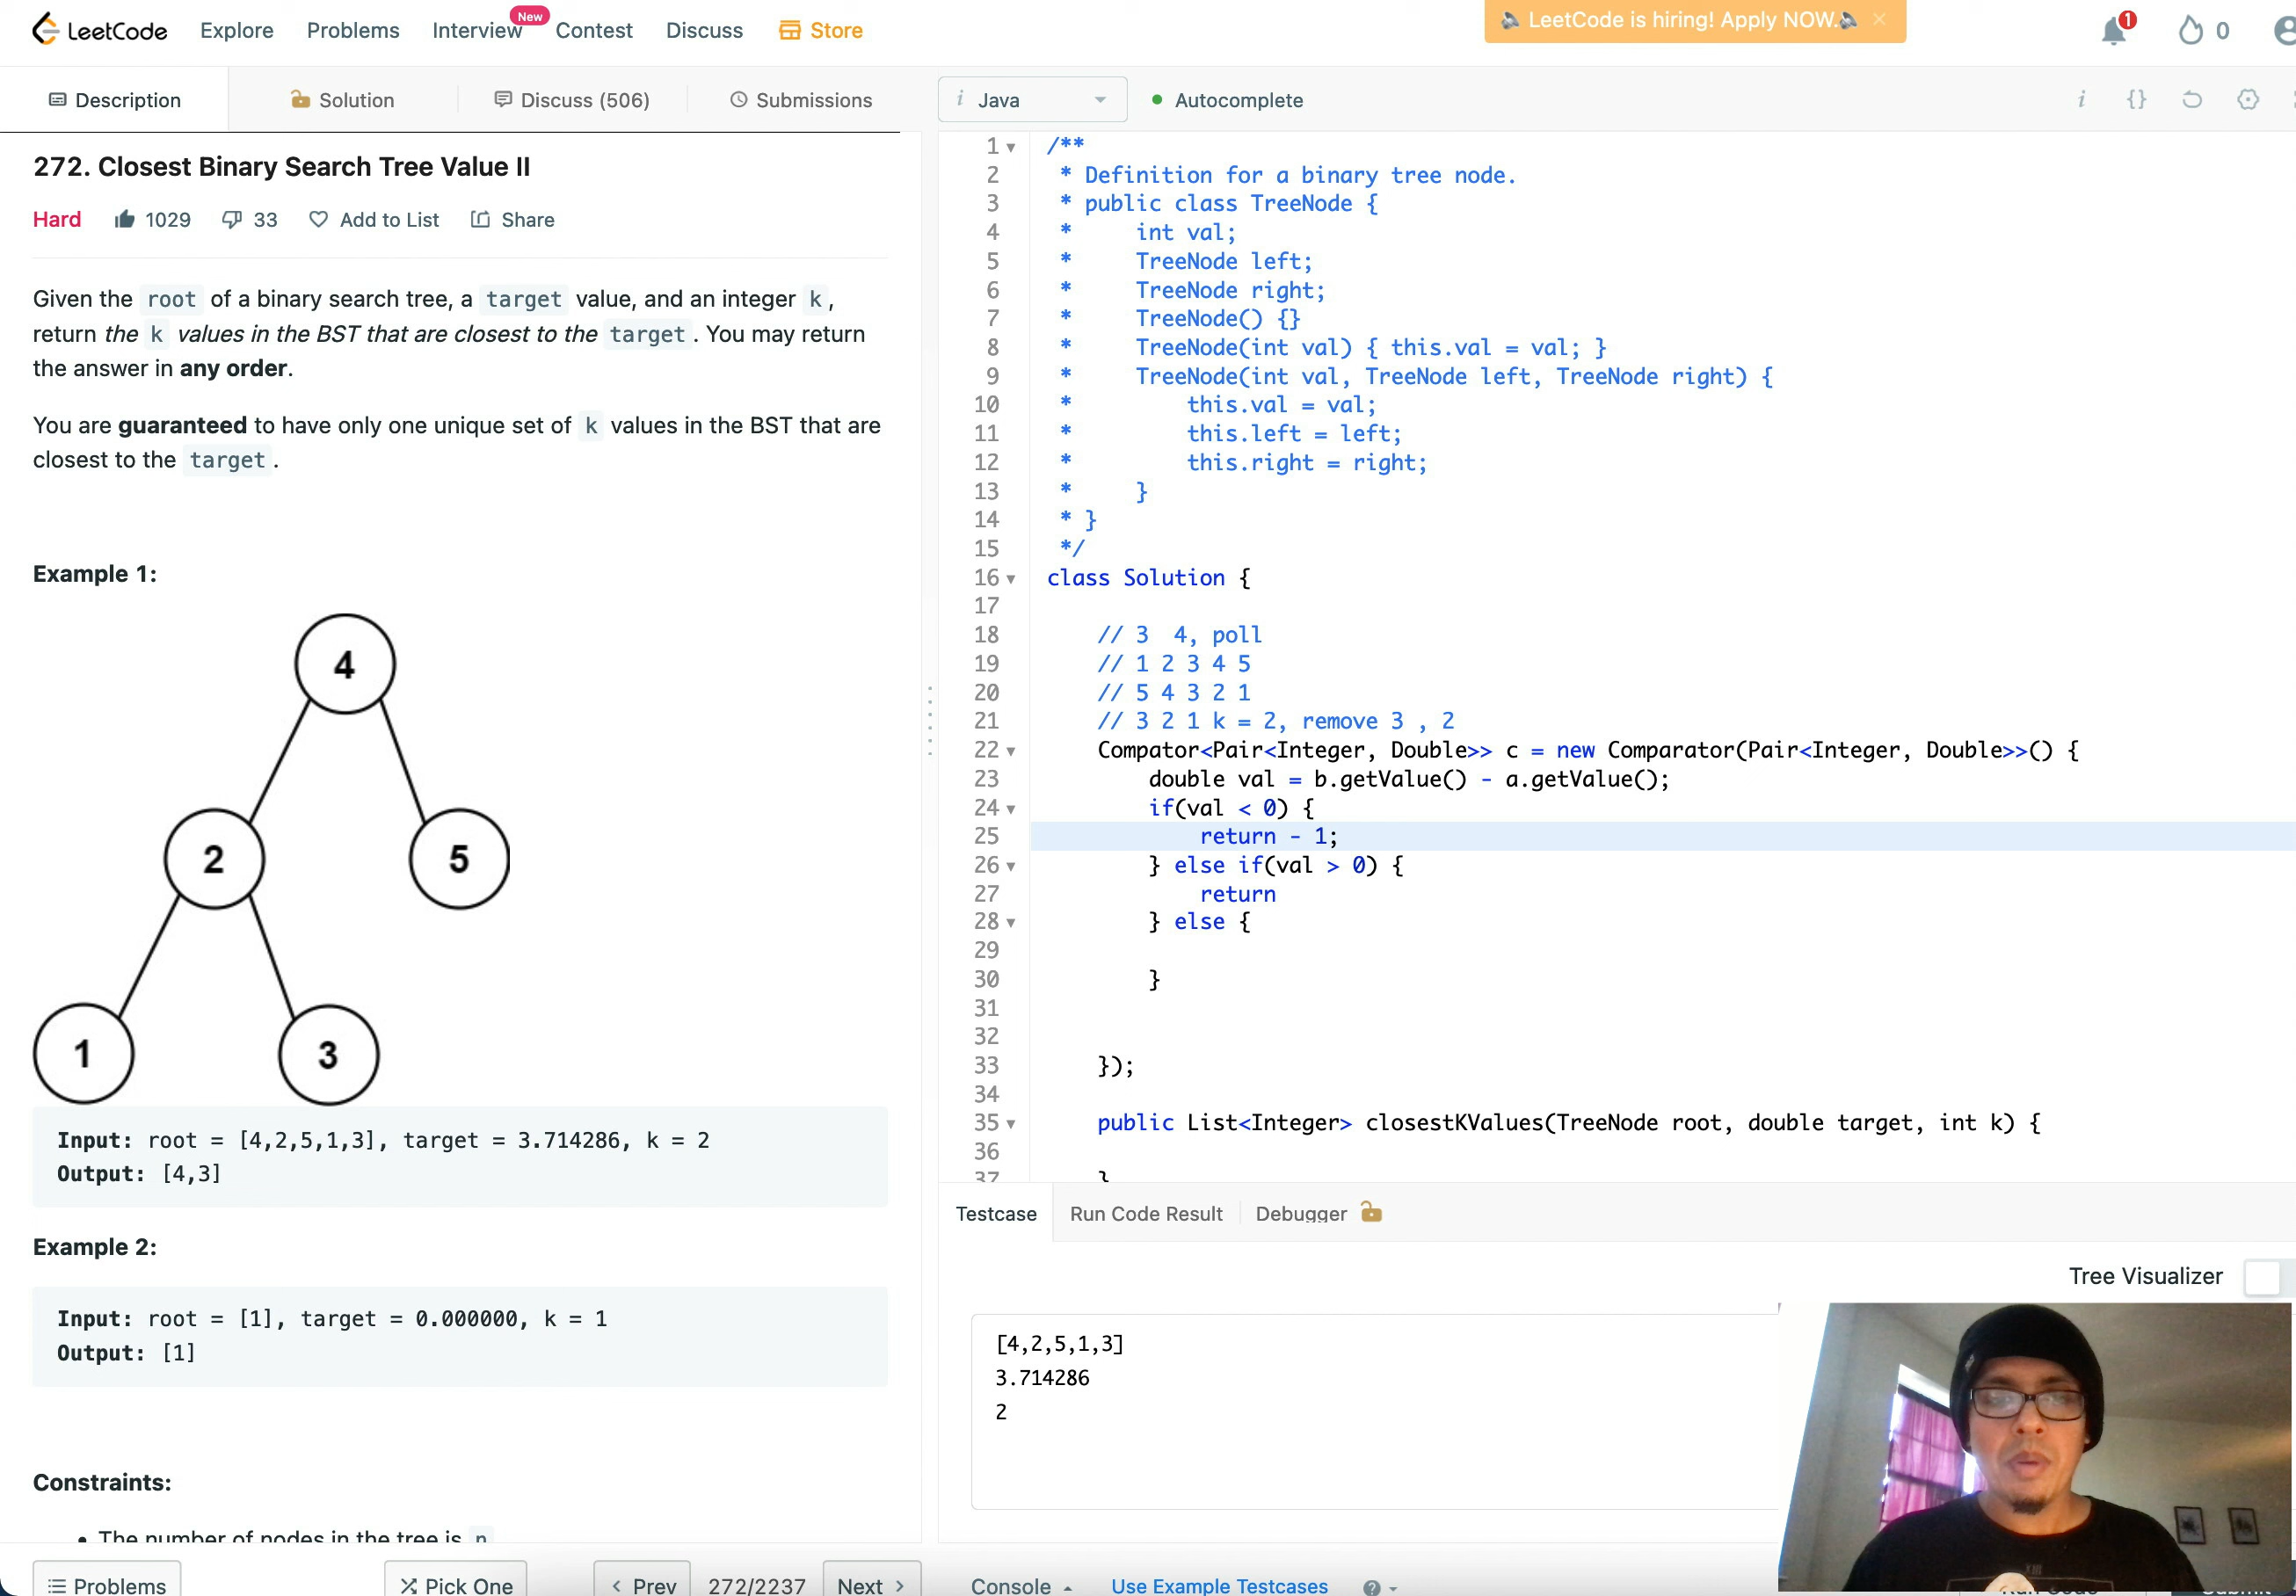 LeetCode Explore Problems Interview New Contest Discuss Store LeetCode is hiring! Apply NOW. 1 0
Description Solution Discuss (506) Submissions
272. Closest Binary Search Tree Value II
Hard 1029 33 Add to List Share
Given the root of a binary search tree, a target value, and an integer k,
return the k values in the BST that are closest to the target. You may return
the answer in any order.
You are guaranteed to have only one unique set of k values in the BST that are
closest to the target.
Example 1:
4
2
5
1
3
Input: root = [4,2,5,1,3], target = 3.714286, k = 2
Output: [4,3]
Example 2:
Input: root = [1], target = 0.000000, k = 1
Output: [1]
Constraints:
• The number of nodes in the tree is n
Problems Pick One Prev 272/2237 Next
i Java Autocomplete i {}
1 /**
2 * Definition for a binary tree node.
3 * public class TreeNode {
4 * int val;
5 * TreeNode left;
6 * TreeNode right;
7 * TreeNode() {}
8 * TreeNode(int val) { this.val = val; }
9 * TreeNode(int val, TreeNode left, TreeNode right) {
10 * this.val = val;
11 * this.left = left;
12 * this.right = right;
13 * }
14 * }
15 */
16 class Solution {
17
18 // 3 4, poll
19 // 1 2 3 4 5
20 // 5 4 3 2 1
21 // 3 2 1 k = 2, remove 3 , 2
22 Compator<Pair<Integer, Double>> c = new Comparator(Pair<Integer, Double>>() {
23 double val = b.getValue() - a.getValue();
24 if(val < 0) {
25 return - 1;
26 } else if(val > 0) {
27 return
28 } else {
29
30 }
31
32
33 });
34
35 public List<Integer> closestKValues(TreeNode root, double target, int k) {
36
37 }
Testcase Run Code Result Debugger
Tree Visualizer
[4,2,5,1,3]
3.714286
2
Console Use Example Testcases ?